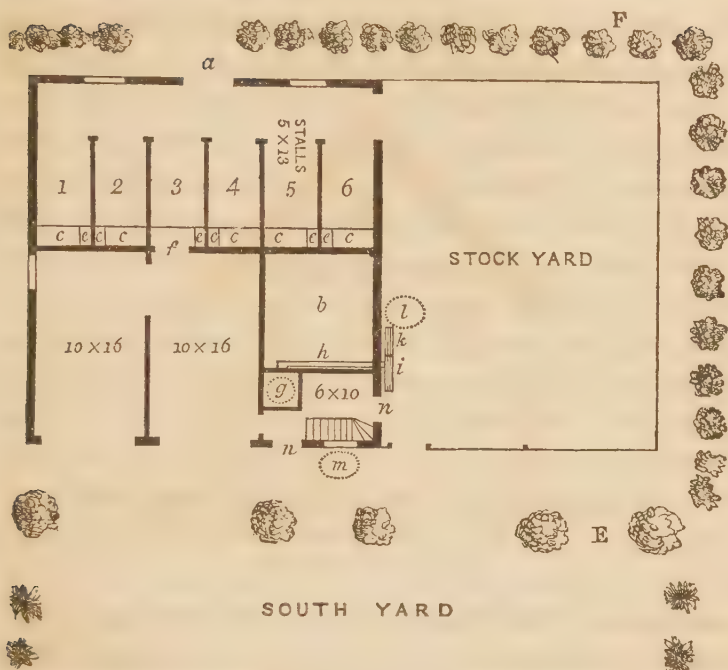 F
a
STALLS
5 × 13
1 2 3 4 5 6
c e c c e c c c e c
f
STOCK YARD
b
l
k
10 × 16 10 × 16
h
i
g
6 × 10
n
n
m
E
SOUTH YARD